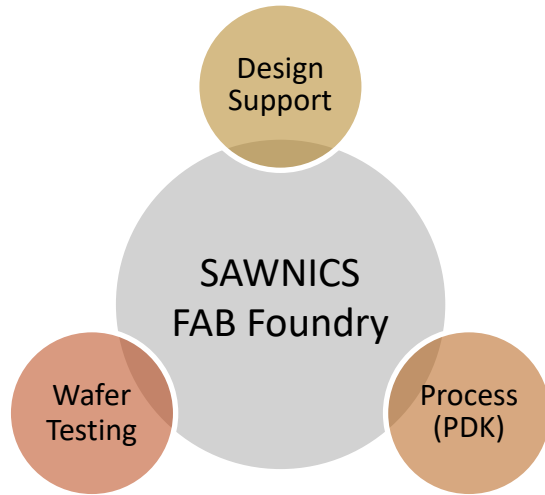 Design
Support
SAWNICS
FAB Foundry
Wafer
Testing
Process
(PDK)